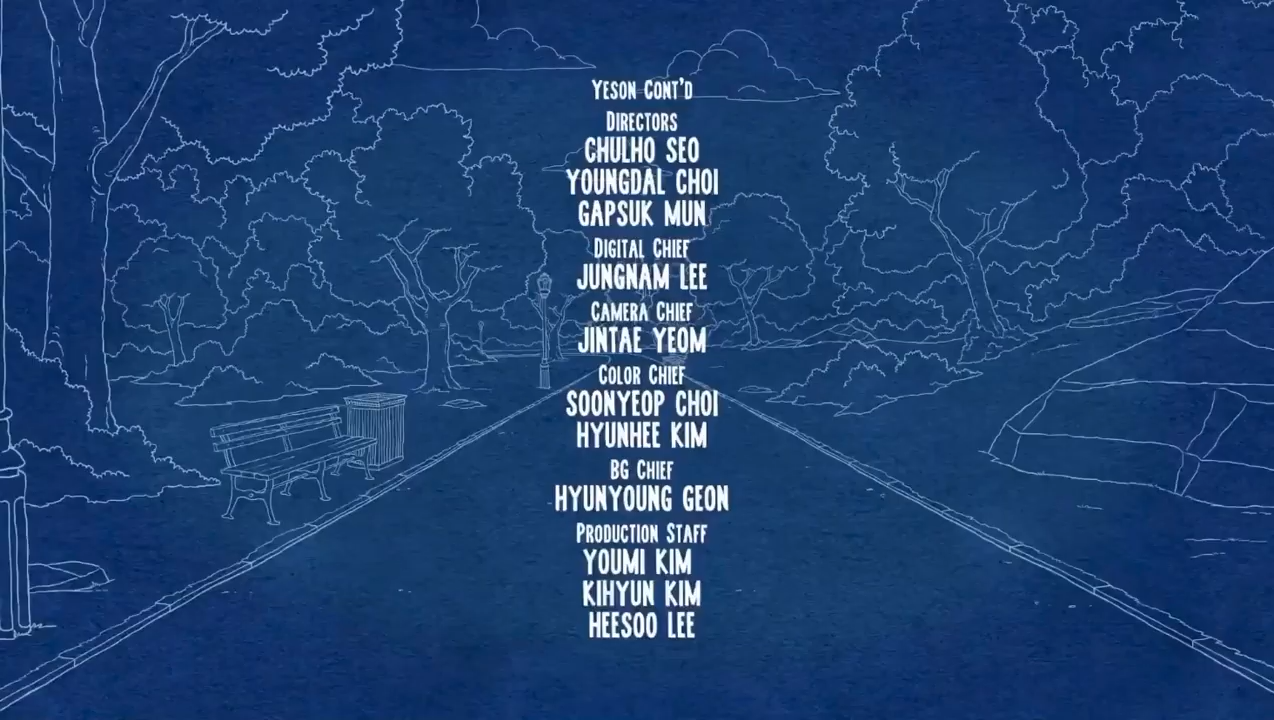 Yeson Cont'd
Directors
CHULHO SEO
YOUNGDAL CHOI
GAPSUK MUN
Digital Chief
JUNGNAM LEE
Camera Chief
JINTAE YEOM
Color Chief
SOONYEOP CHOI
HYUNHEE KIM
BG Chief
HYUNYOUNG GEON
Production Staff
YOUMI KIM
KIHYUN KIM
HEESOO LEE